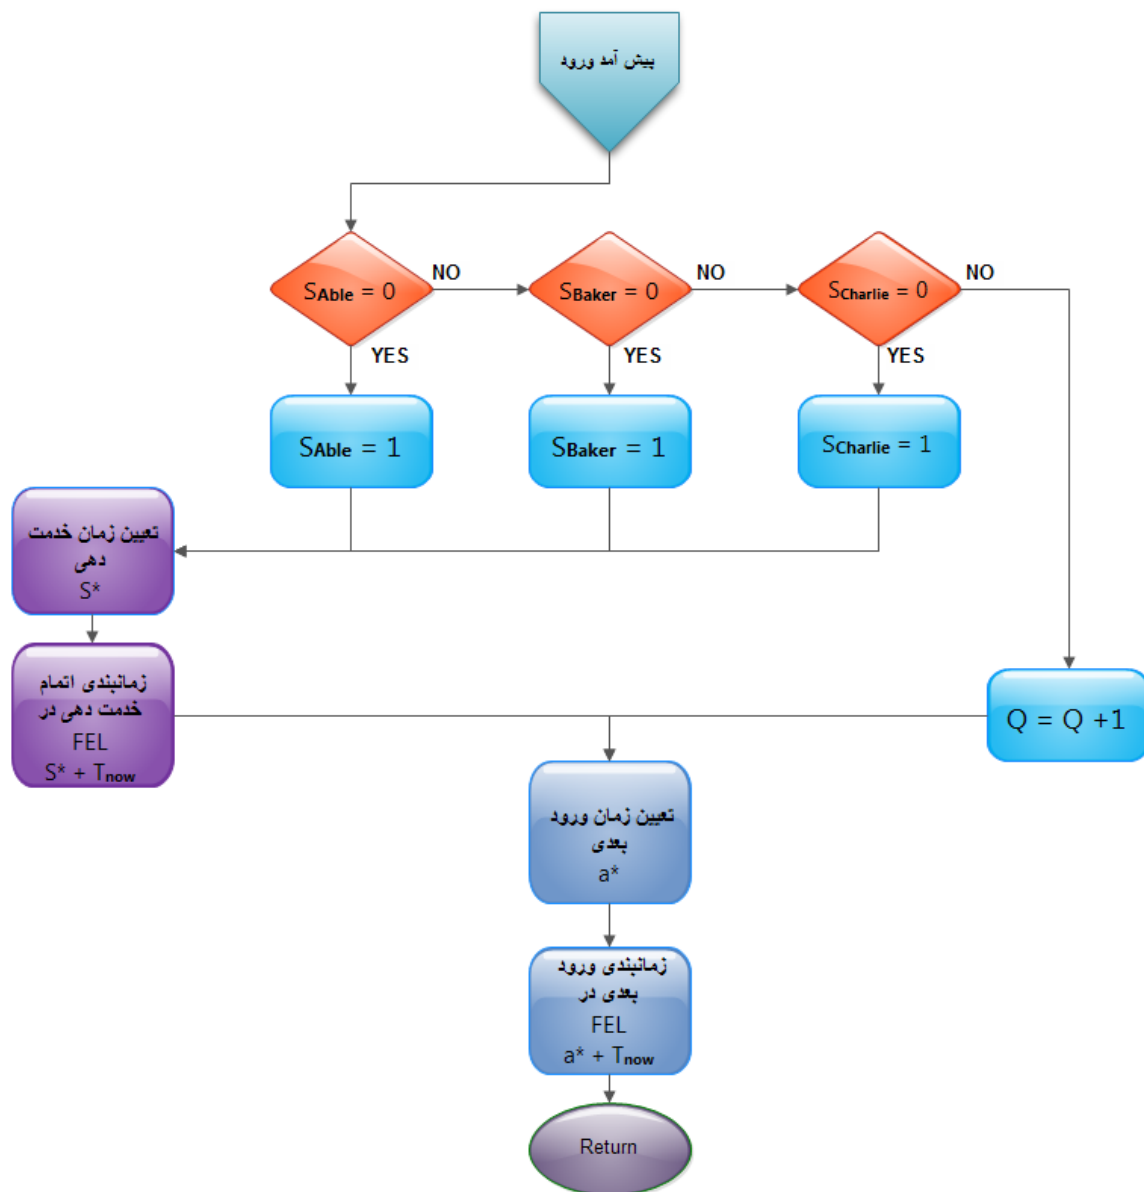 پیش آمد ورود
SAble = 0
NO
SBaker = 0
NO
SCharlie = 0
NO
YES
YES
YES
SAble = 1
SBaker = 1
SCharlie = 1
تعیین زمان خدمت
دهی
S*
زمانبندی اتمام
خدمت دهی در
FEL
S* + Tnow
Q = Q +1
تعیین زمان ورود
بعدی
a*
زمانبندی ورود
بعدی در
FEL
a* + Tnow
Return